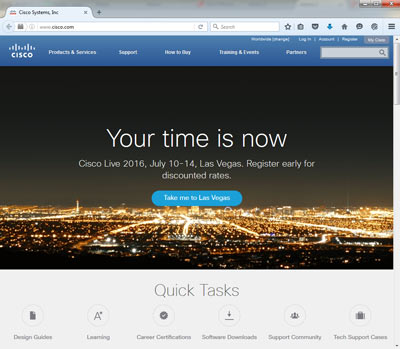 Cisco Systems, Inc
www.cisco.com
Search
Worldwide [change] Log In | Account | Register My Cisco
CISCO
Products & Services Support How to Buy Training & Events Partners
Your time is now
Cisco Live 2016, July 10-14, Las Vegas. Register early for
discounted rates.
Take me to Las Vegas
Quick Tasks
Design Guides Learning Career Certifications Software Downloads Support Community Tech Support Cases